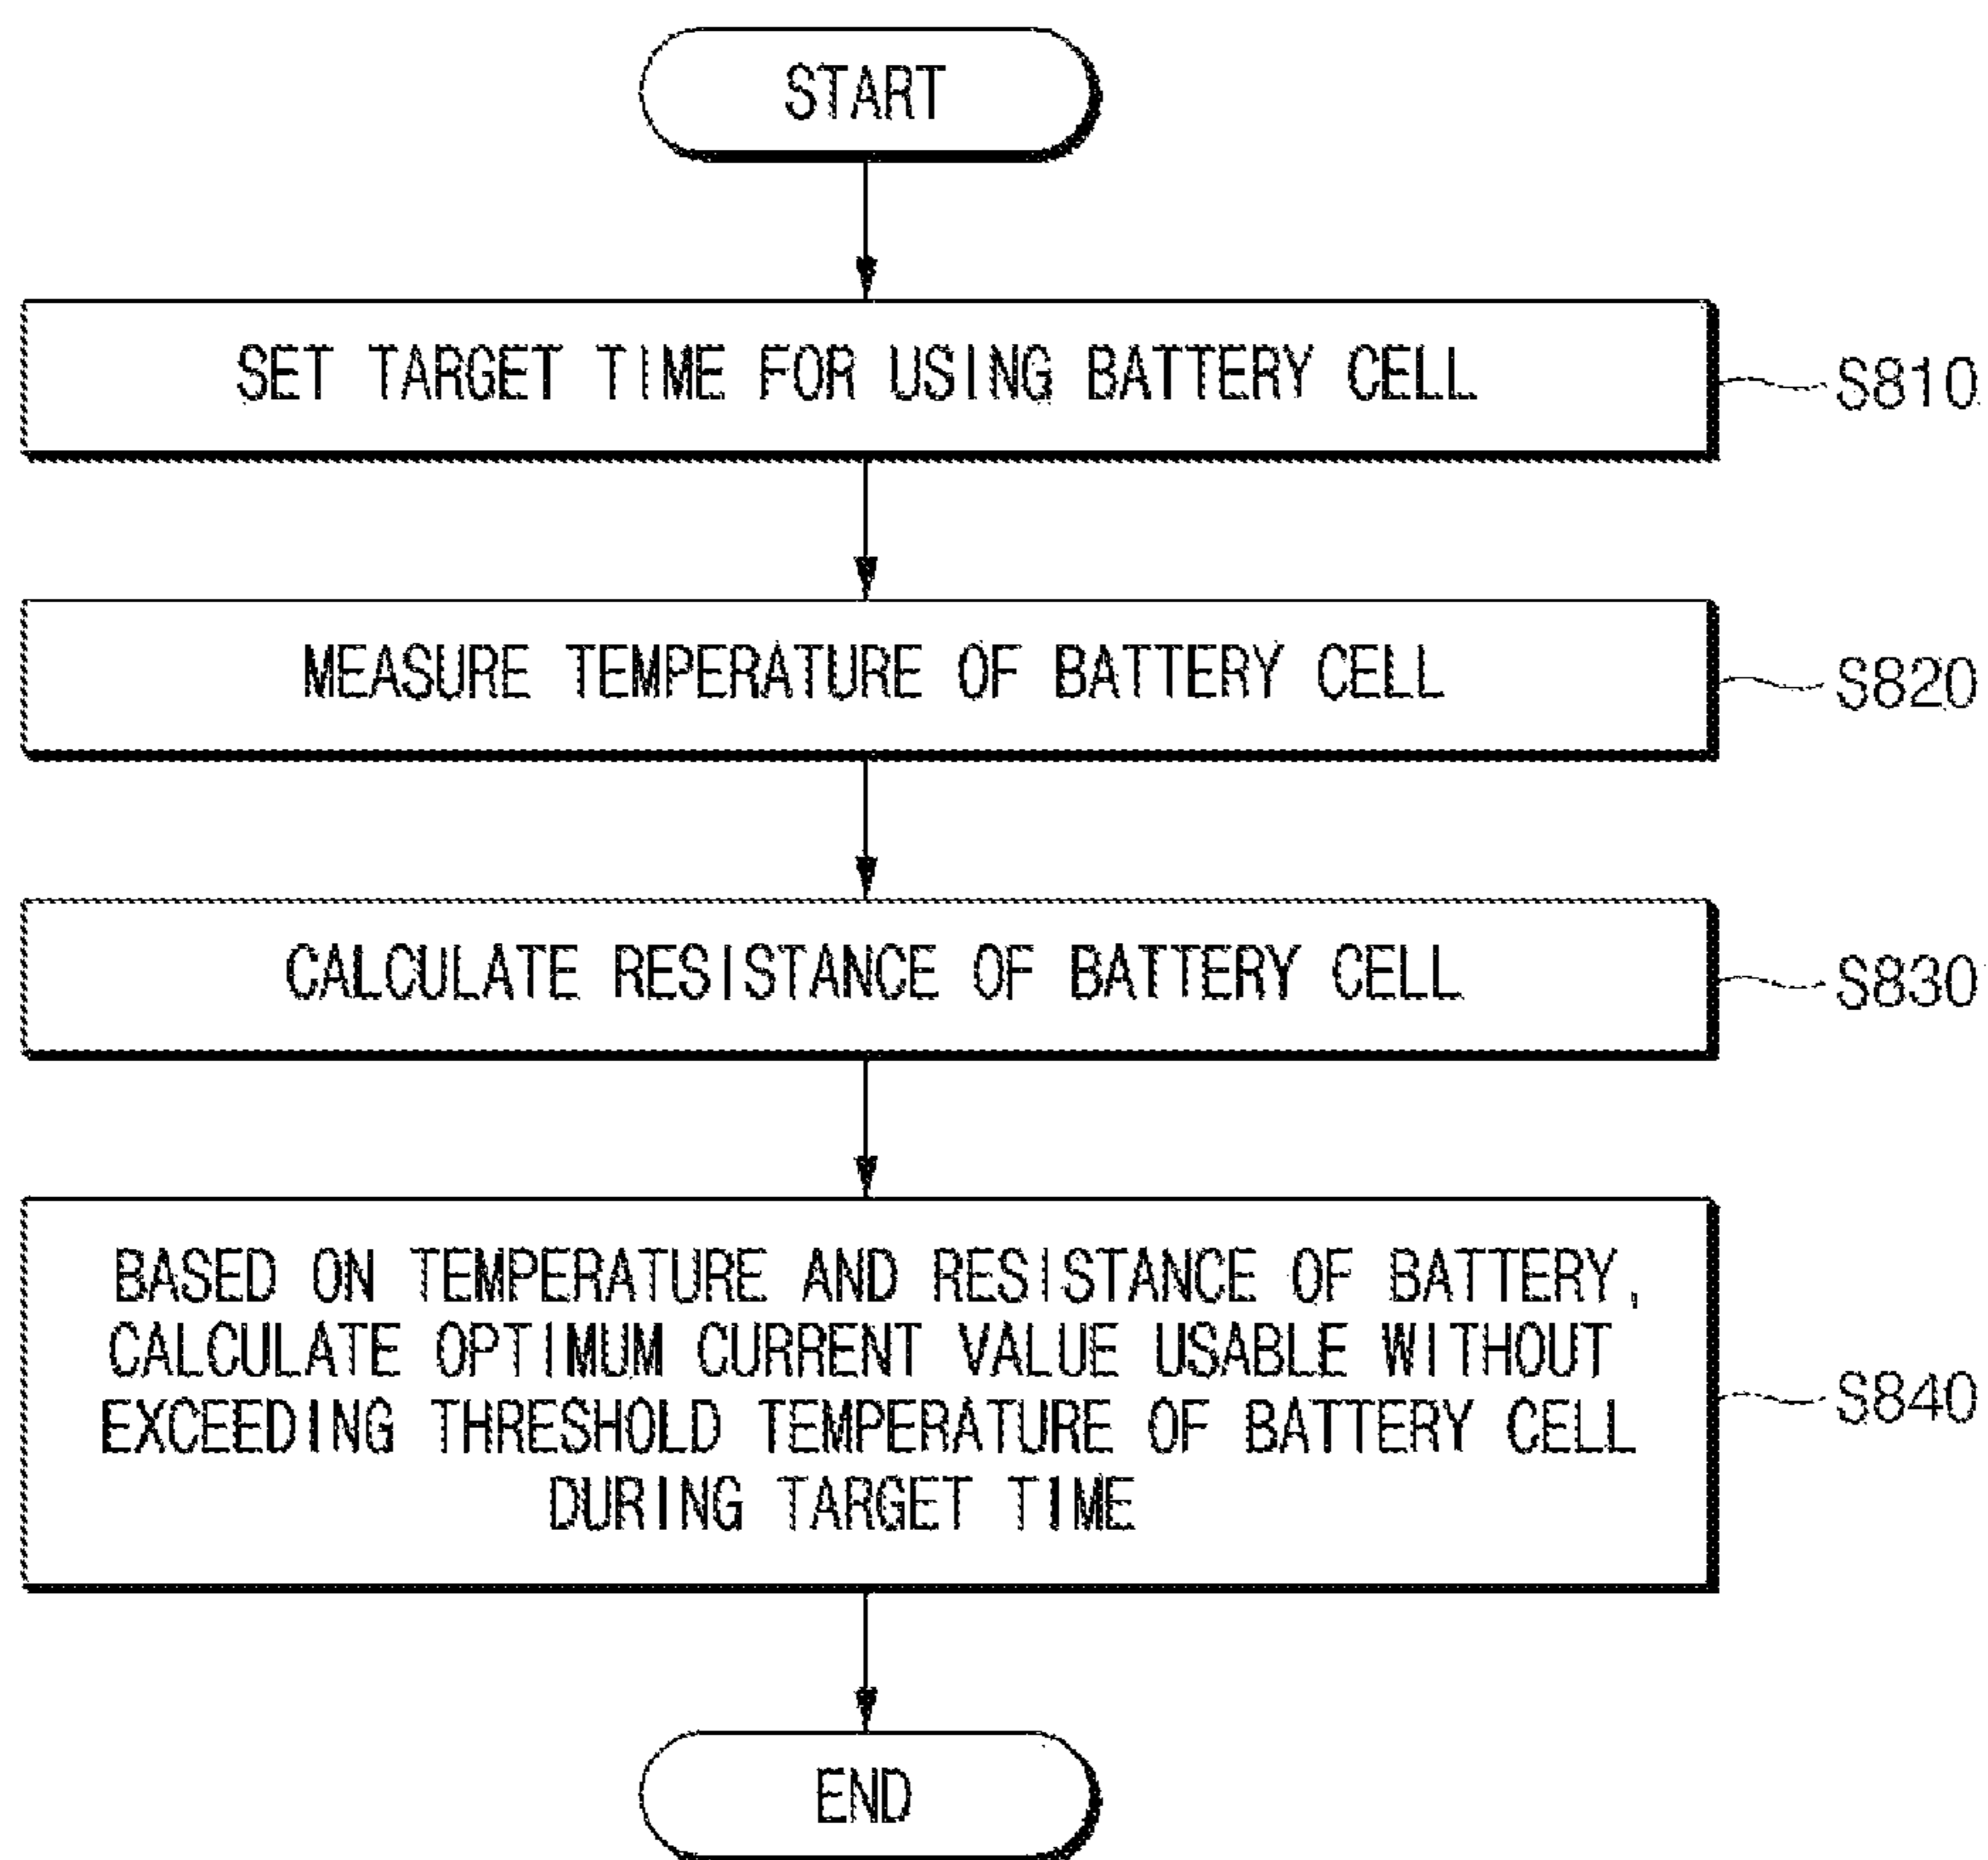 START
SET TARGET TIME FOR USING BATTERY CELL
S810
MEASURE TEMPERATURE OF BATTERY CELL
S820
CALCULATE RESISTANCE OF BATTERY CELL
S830
BASED ON TEMPERATURE AND RESISTANCE OF BATTERY,
CALCULATE OPTIMUM CURRENT VALUE USABLE WITHOUT
EXCEEDING THRESHOLD TEMPERATURE OF BATTERY CELL
DURING TARGET TIME
S840
END